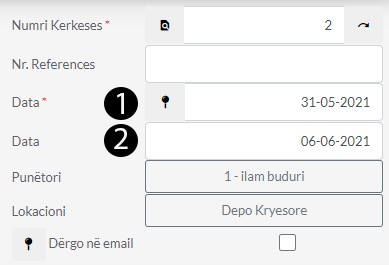 Numri Kerkeses * 2
Nr. References
Data * 1 31-05-2021
Data 2 06-06-2021
Punëtori 1 - ilam buduri
Lokacioni Depo Kryesore
Dërgo në email